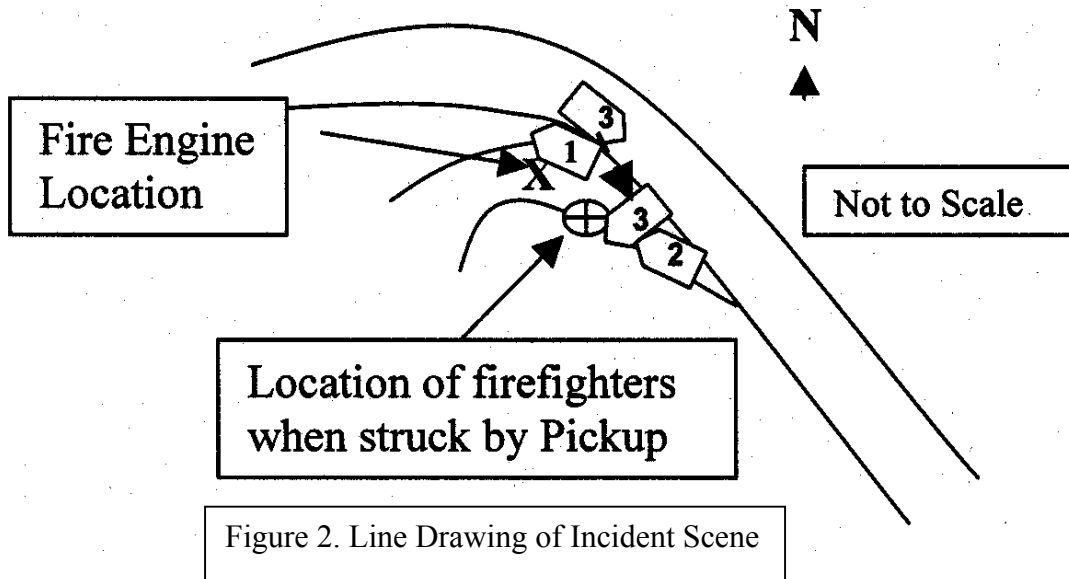 N
Fire Engine
Location
3
1
X
3
2
Not to Scale
Location of firefighters
when struck by Pickup
Figure 2. Line Drawing of Incident Scene